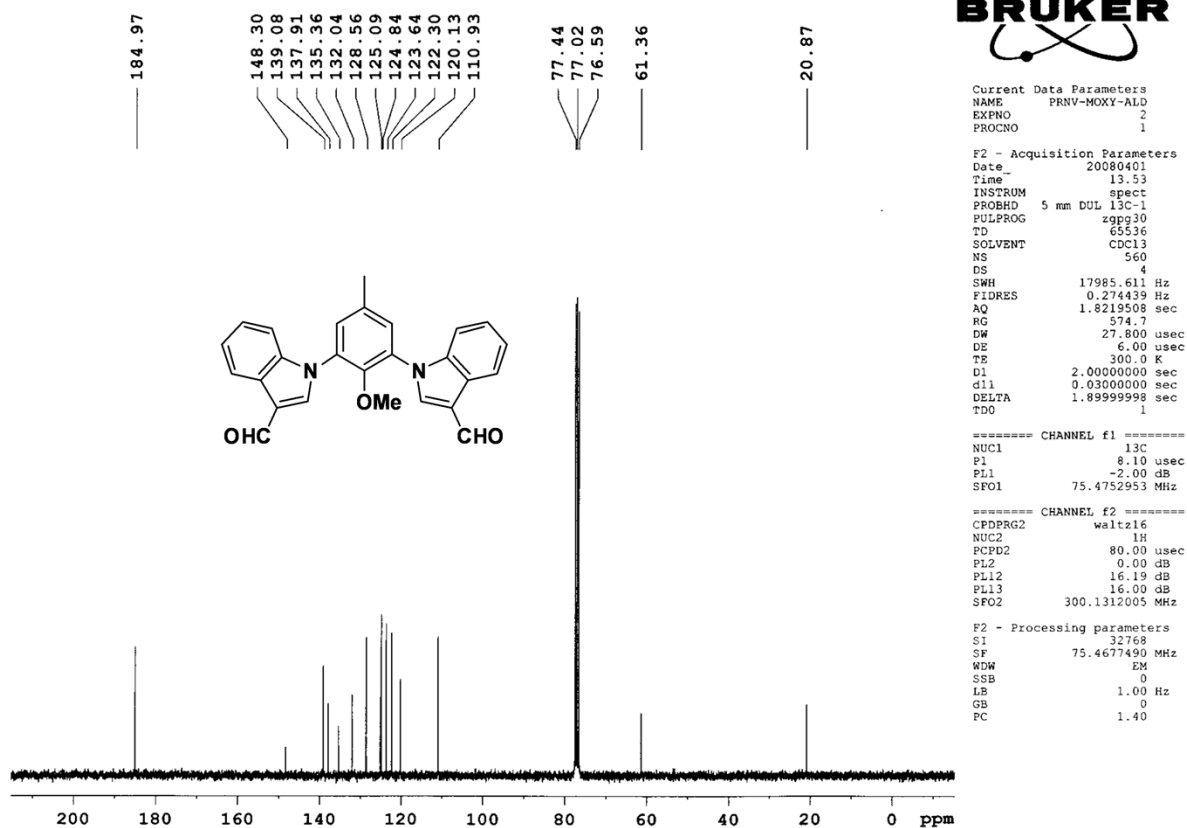 184.97
148.30
139.08
137.91
135.36
132.04
128.56
125.09
124.84
123.64
122.30
120.13
110.93
77.44
77.02
76.59
61.36
20.87
N
N
OMe
OHC
CHO
200 180 160 140 120 100 80 60 40 20 0 ppm
BRUKER
Current Data Parameters
NAME PRNV-MOXY-ALD
EXPNO 2
PROCNO 1
F2 - Acquisition Parameters
Date_ 20080401
Time 13.53
INSTRUM spect
PROBHD 5 mm DUL 13C-1
PULPROG zgpg30
TD 65536
SOLVENT CDCl3
NS 560
DS 4
SWH 17985.611 Hz
FIDRES 0.274439 Hz
AQ 1.8219508 sec
RG 574.7
DW 27.800 usec
DE 6.00 usec
TE 300.0 K
D1 2.00000000 sec
d11 0.03000000 sec
DELTA 1.89999998 sec
TD0 1
======== CHANNEL f1 ========
NUC1 13C
P1 8.10 usec
PL1 -2.00 dB
SFO1 75.4752953 MHz
======== CHANNEL f2 ========
CPDPRG2 waltz16
NUC2 1H
PCPD2 80.00 usec
PL2 0.00 dB
PL12 16.19 dB
PL13 16.00 dB
SFO2 300.1312005 MHz
F2 - Processing parameters
SI 32768
SF 75.4677490 MHz
WDW EM
SSB 0
LB 1.00 Hz
GB 0
PC 1.40